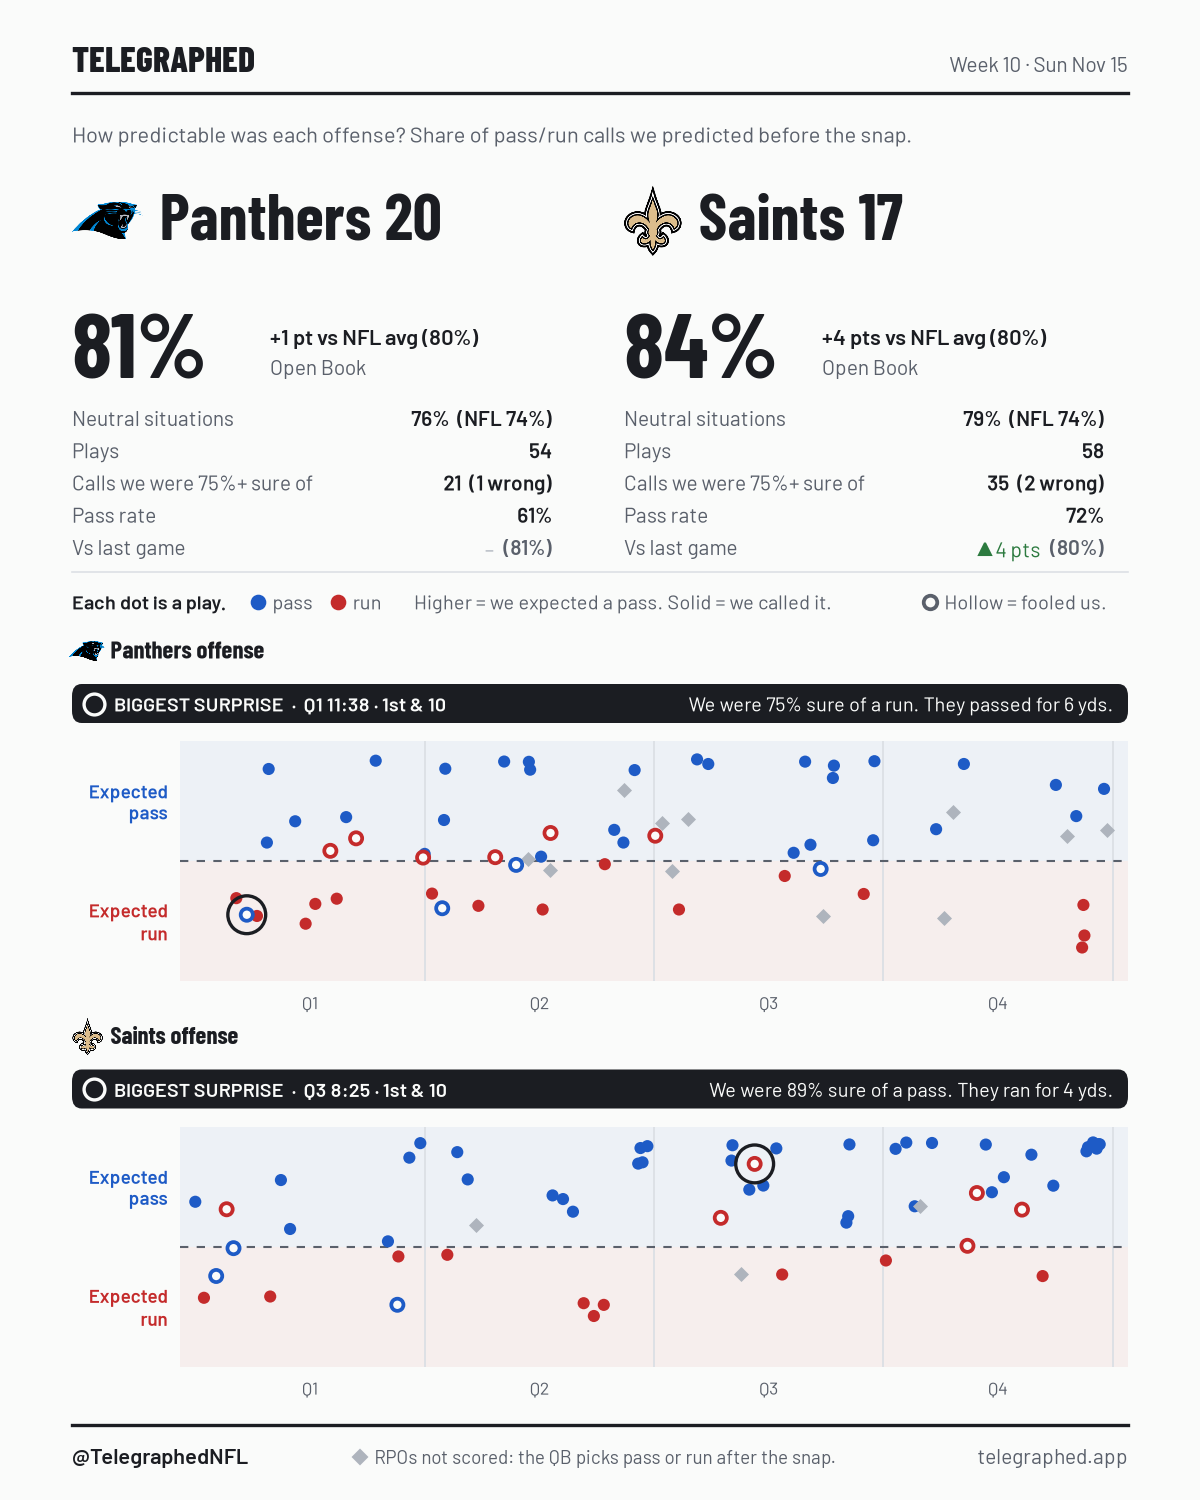 TELEGRAPHED
Week 10 · Sun Nov 15
How predictable was each offense? Share of pass/run calls we predicted before the snap.
Panthers 20
Saints 17
81%
+1 pt vs NFL avg (80%)
Open Book
84%
+4 pts vs NFL avg (80%)
Open Book
Neutral situations 76% (NFL 74%)
Plays 54
Calls we were 75%+ sure of 21 (1 wrong)
Pass rate 61%
Vs last game – (81%)
Neutral situations 79% (NFL 74%)
Plays 58
Calls we were 75%+ sure of 35 (2 wrong)
Pass rate 72%
Vs last game ▲4 pts (80%)
Each dot is a play. pass run Higher = we expected a pass. Solid = we called it. Hollow = fooled us.
Panthers offense
BIGGEST SURPRISE · Q1 11:38 · 1st & 10 We were 75% sure of a run. They passed for 6 yds.
Expected
pass
Expected
run
Q1 Q2 Q3 Q4
Saints offense
BIGGEST SURPRISE · Q3 8:25 · 1st & 10 We were 89% sure of a pass. They ran for 4 yds.
Expected
pass
Expected
run
Q1 Q2 Q3 Q4
@TelegraphedNFL
RPOs not scored: the QB picks pass or run after the snap.
telegraphed.app